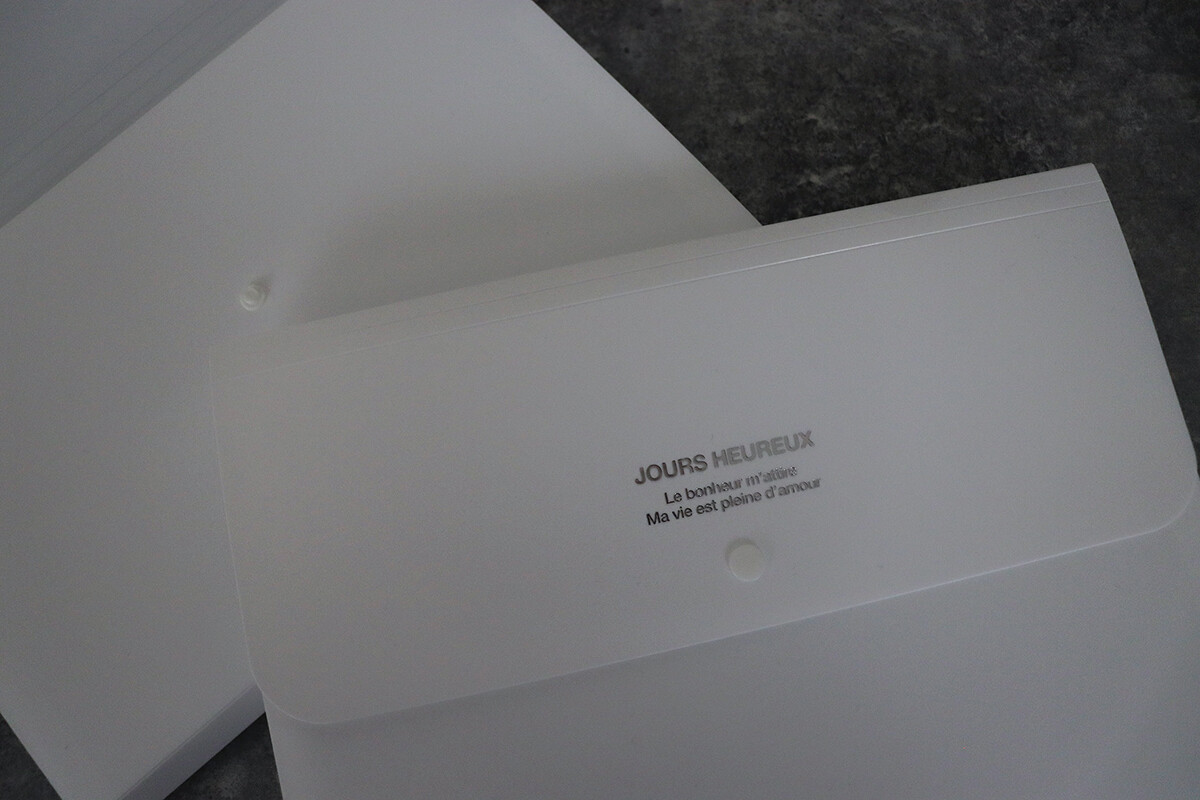 JOURS HEUREUX
Le bonheur m'attire
Ma vie est pleine d'amour